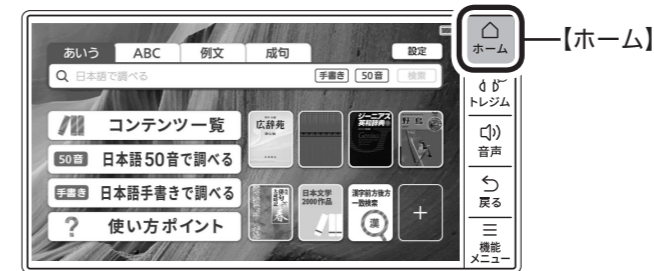 あいう ABC 例文 成句 設定
日本語で調べる 手書き 50音 検索
コンテンツ一覧
50音 日本語50音で調べる
手書き 日本語手書きで調べる
? 使い方ポイント
広辞苑
ジーニアス
英和辞典
野鳥
俳句
春
日本文学
2000作品
漢字前方後方
一致検索
漢
+
ホーム
トレジム
音声
戻る
機能
メニュー
【ホーム】